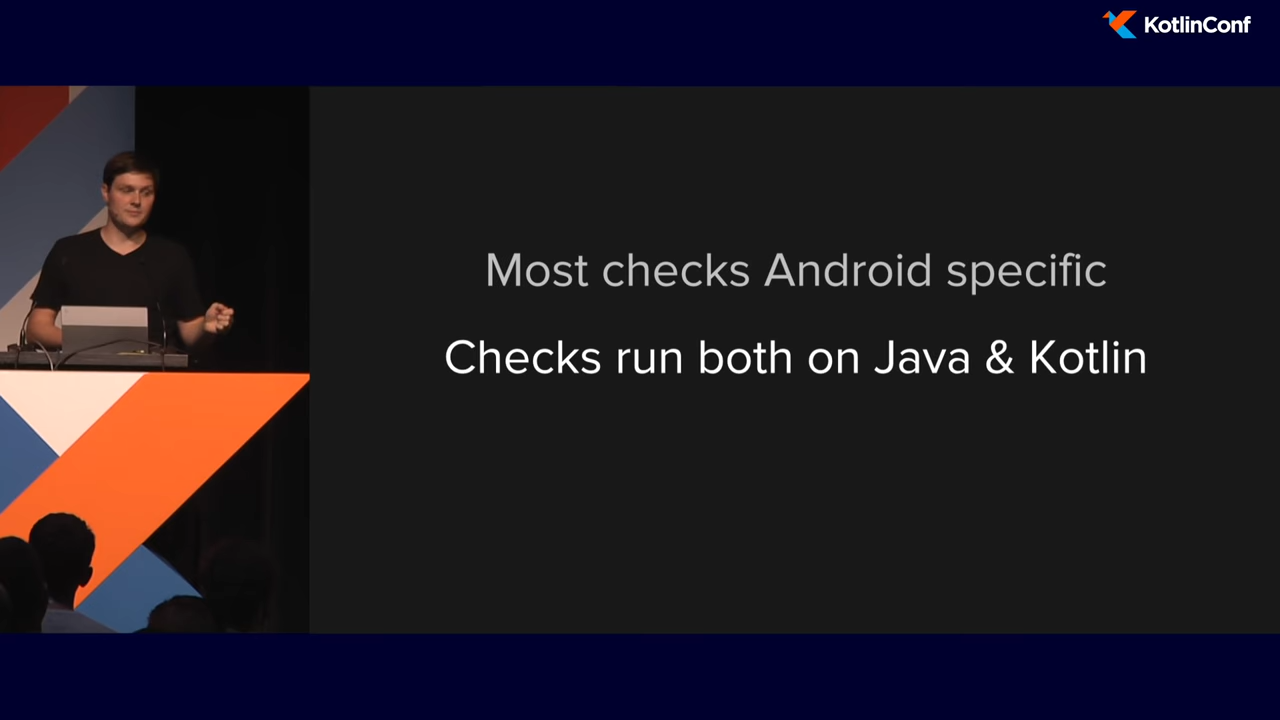 KotlinConf
Most checks Android specific
Checks run both on Java & Kotlin